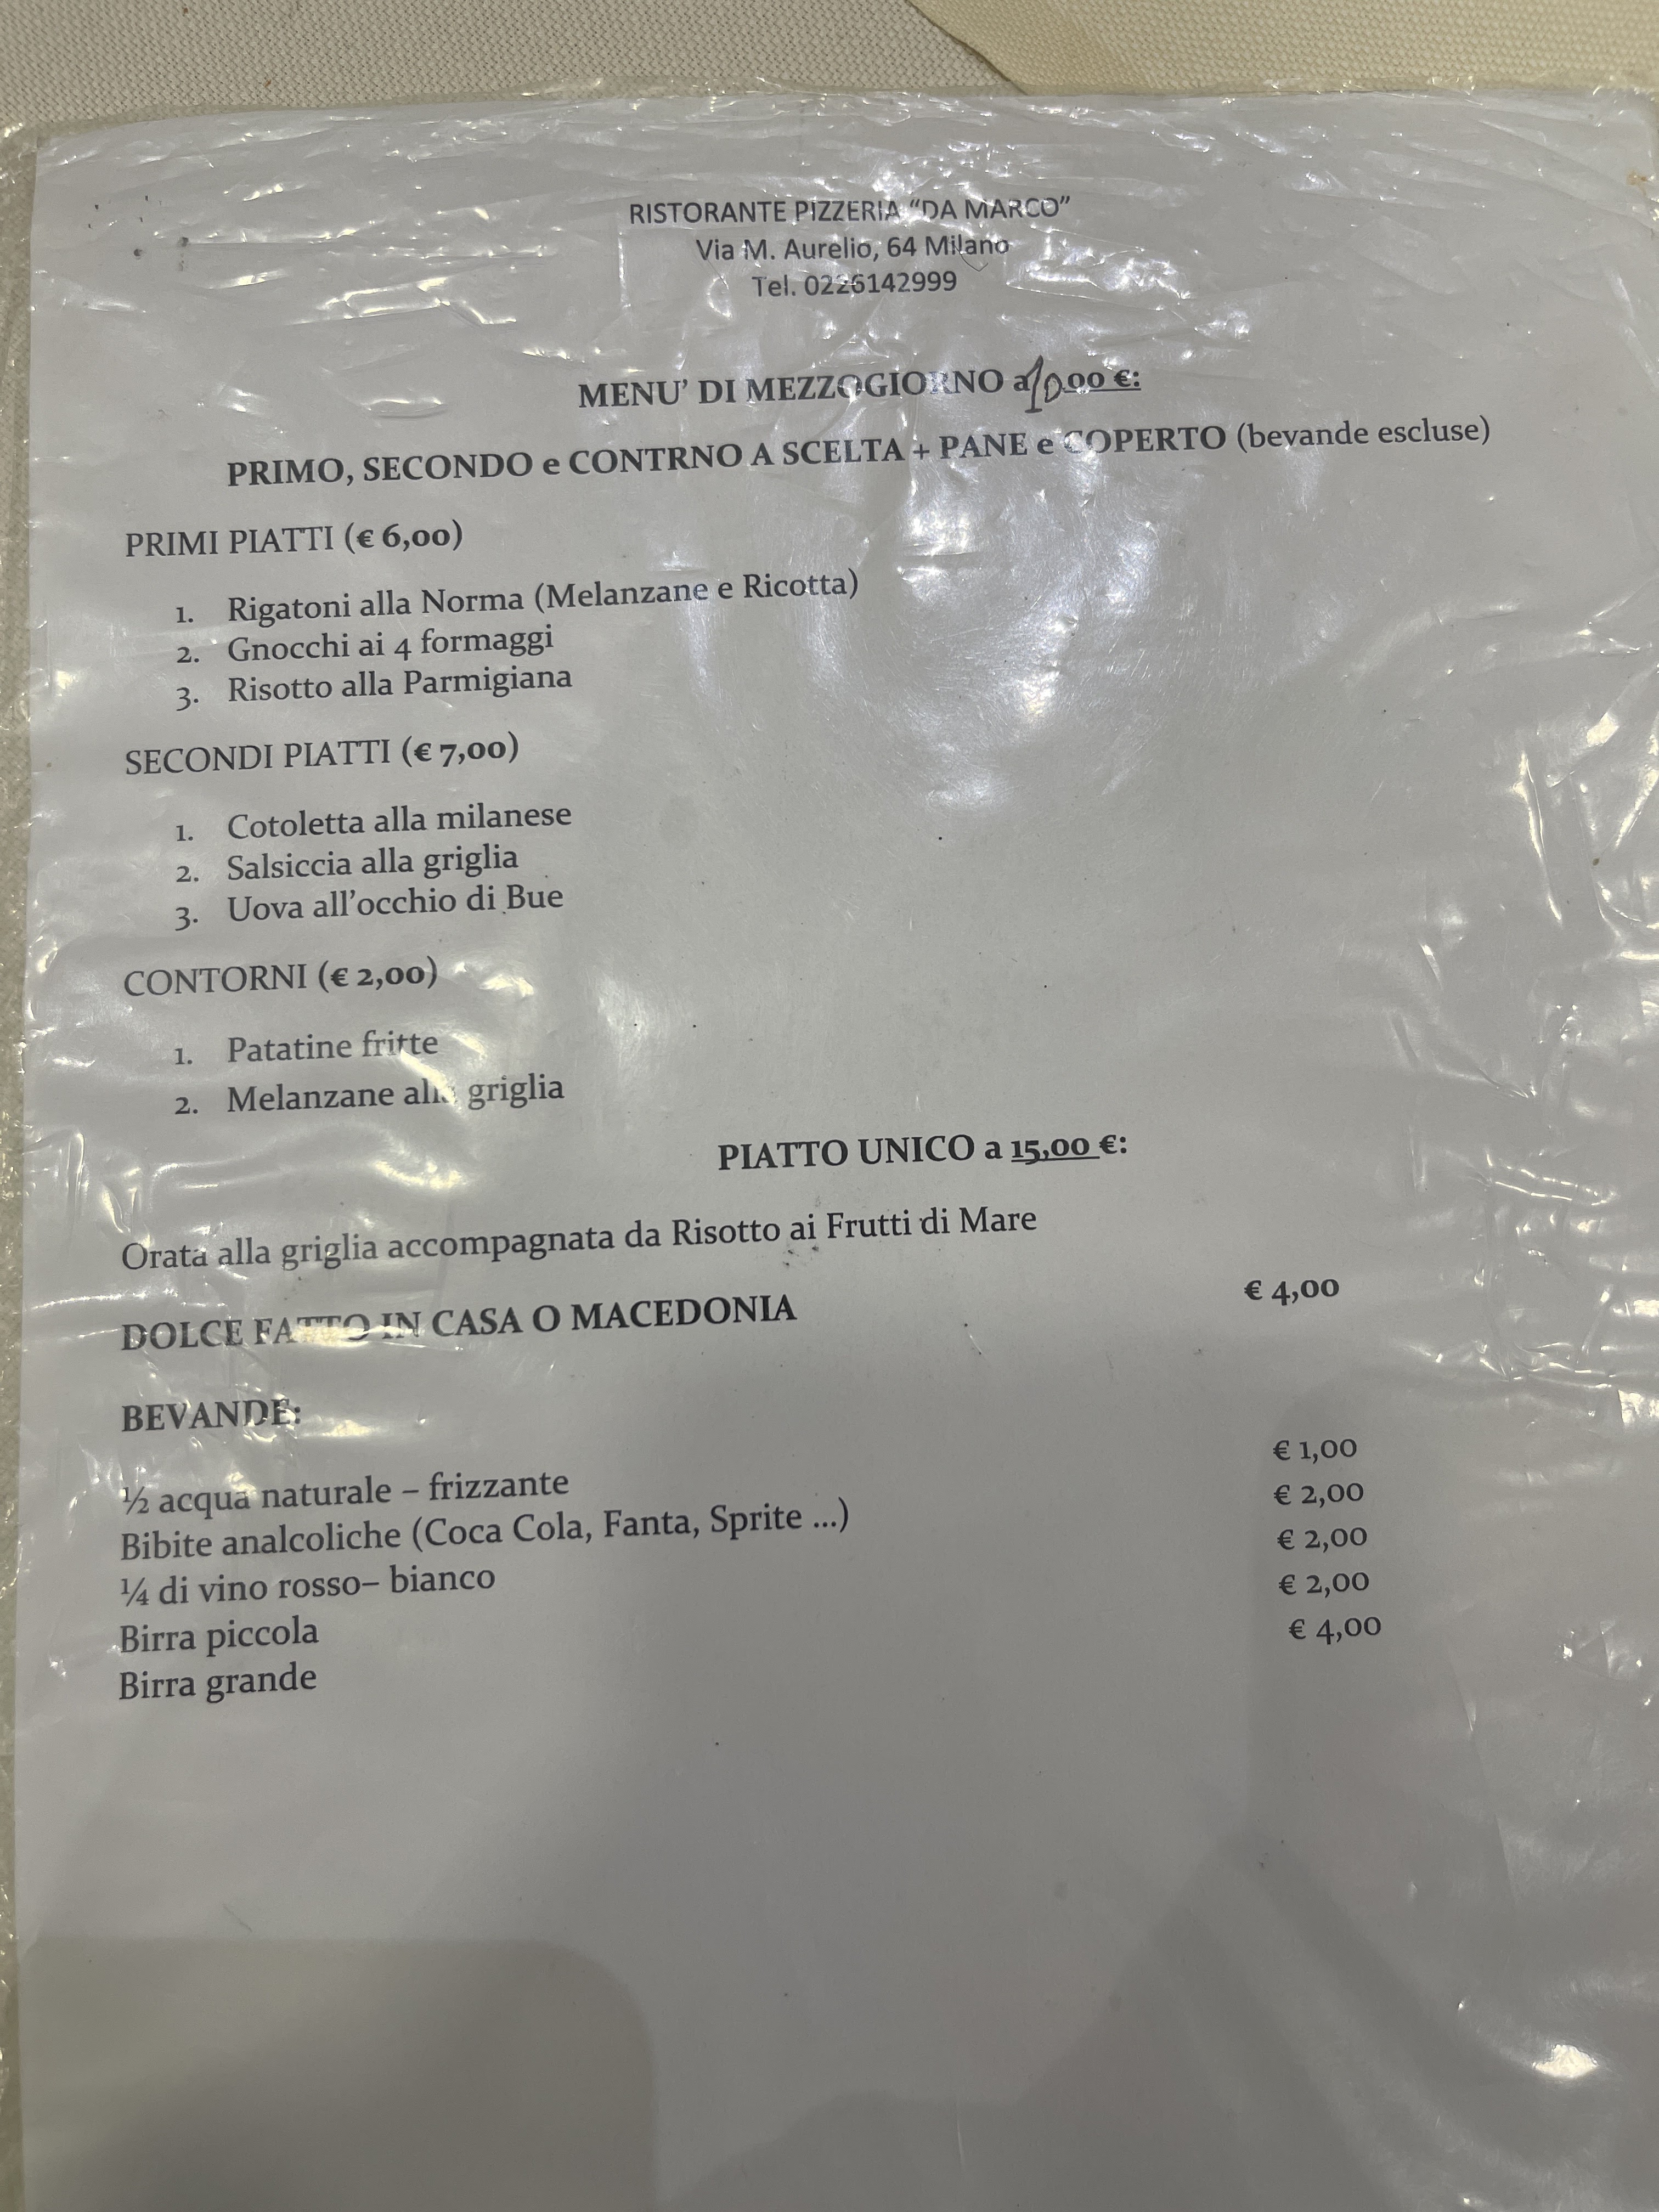 RISTORANTE PIZZERIA “DA MARCO”
Via M. Aurelio, 64 Milano
Tel. 0226142999
MENU’ DI MEZZOGIORNO a 10.00 €:
PRIMO, SECONDO e CONTRNO A SCELTA + PANE e COPERTO (bevande escluse)
PRIMI PIATTI (€ 6,00)
1. Rigatoni alla Norma (Melanzane e Ricotta)
2. Gnocchi ai 4 formaggi
3. Risotto alla Parmigiana
SECONDI PIATTI (€ 7,00)
1. Cotoletta alla milanese
2. Salsiccia alla griglia
3. Uova all’occhio di Bue
CONTORNI (€ 2,00)
1. Patatine fritte
2. Melanzane alla griglia
PIATTO UNICO a 15,00 €:
Orata alla griglia accompagnata da Risotto ai Frutti di Mare
DOLCE FATTO IN CASA O MACEDONIA € 4,00
BEVANDE:
½ acqua naturale – frizzante € 1,00
Bibite analcoliche (Coca Cola, Fanta, Sprite ...) € 2,00
¼ di vino rosso– bianco € 2,00
Birra piccola € 2,00
Birra grande € 4,00